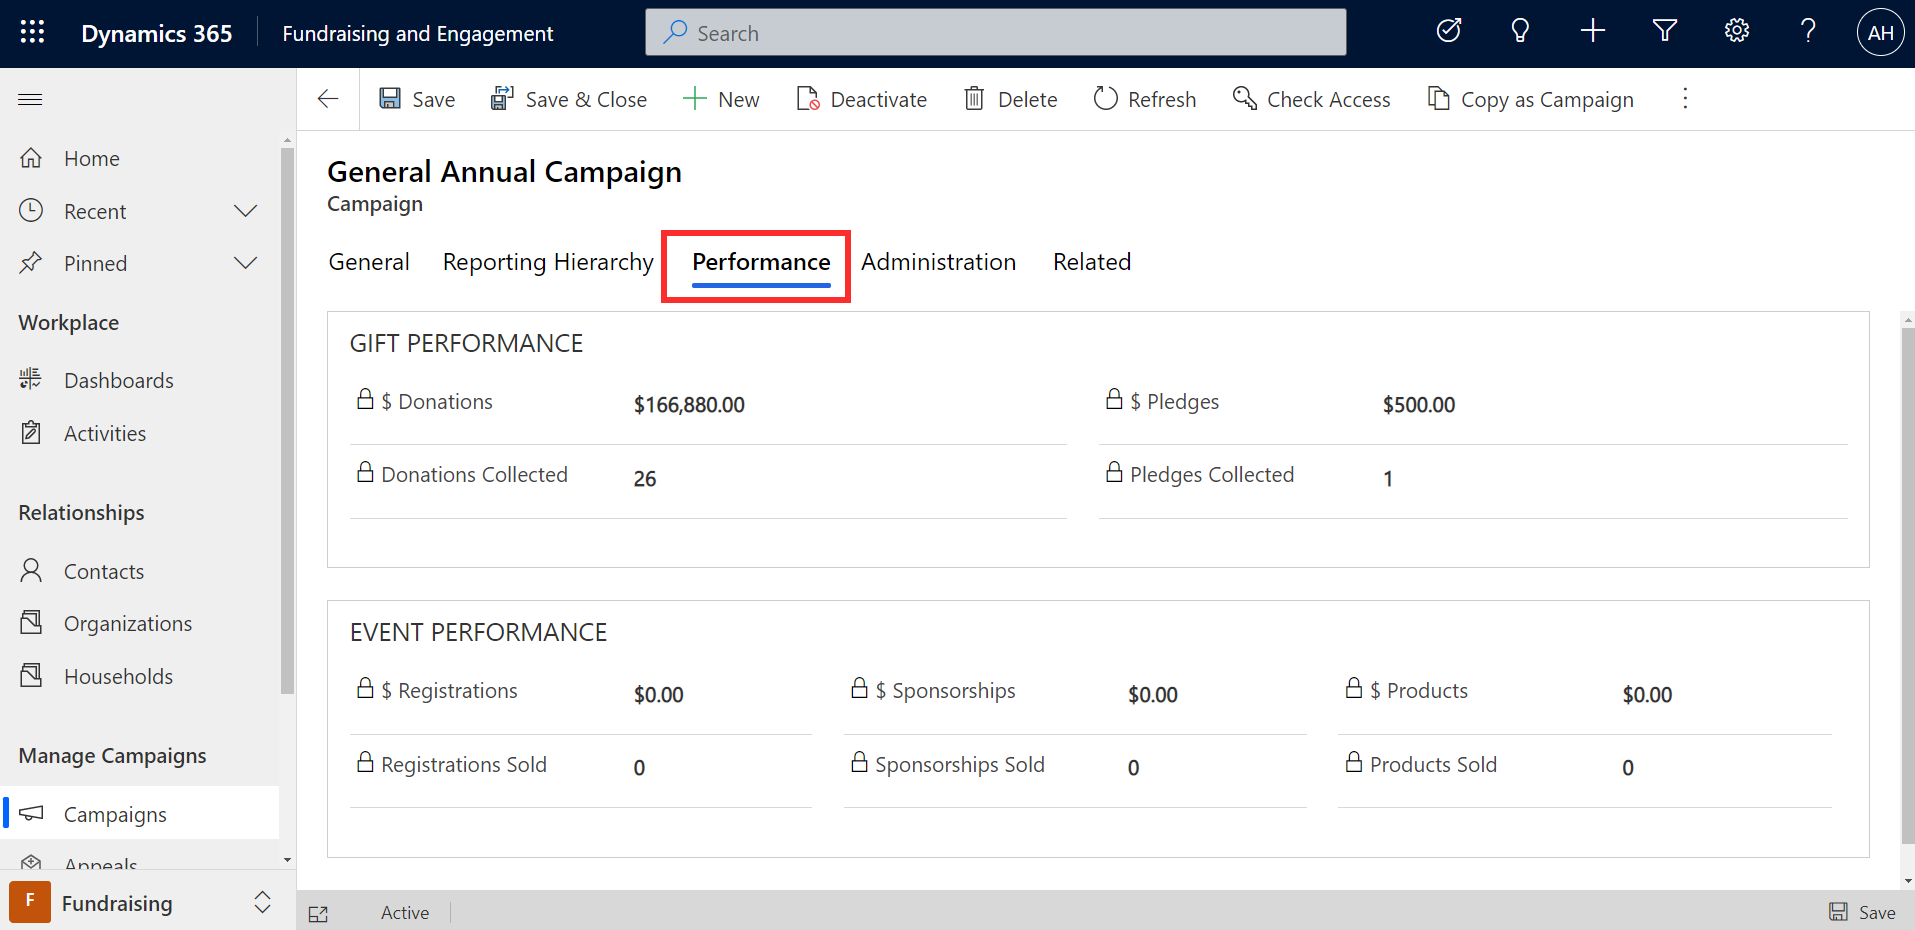 Dynamics 365
Fundraising and Engagement
Search
AH
Save
Save & Close
New
Deactivate
Delete
Refresh
Check Access
Copy as Campaign
Home
Recent
Pinned
Workplace
Dashboards
Activities
Relationships
Contacts
Organizations
Households
Manage Campaigns
Campaigns
Appeals
F
Fundraising
General Annual Campaign
Campaign
General
Reporting Hierarchy
Performance
Administration
Related
GIFT PERFORMANCE
$ Donations $166,880.00
$ Pledges $500.00
Donations Collected 26
Pledges Collected 1
EVENT PERFORMANCE
$ Registrations $0.00
$ Sponsorships $0.00
$ Products $0.00
Registrations Sold 0
Sponsorships Sold 0
Products Sold 0
Active
Save